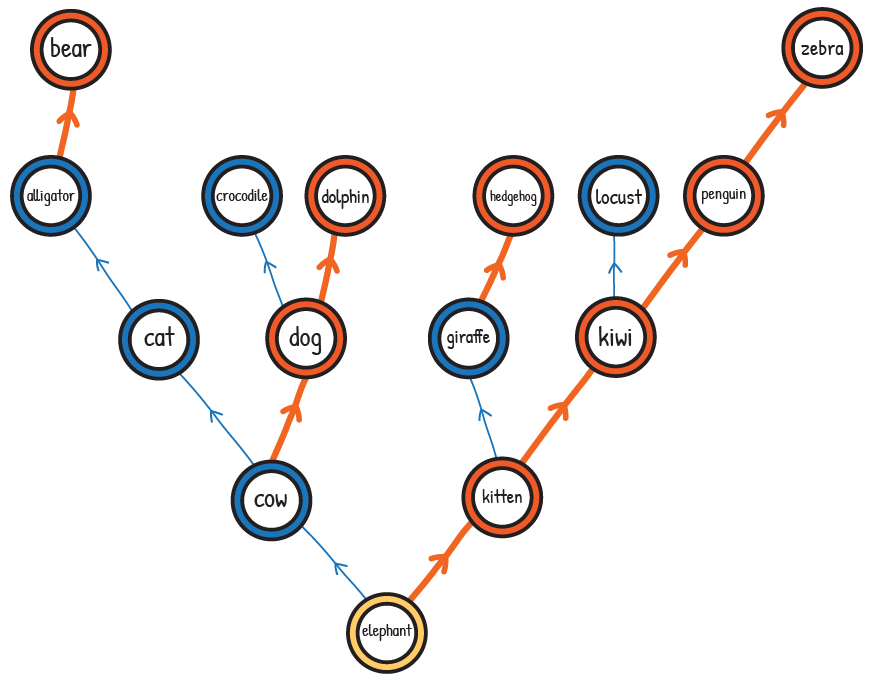 bear
zebra
alligator
crocodile
dolphin
hedgehog
locust
penguin
cat
dog
giraffe
kiwi
cow
kitten
elephant